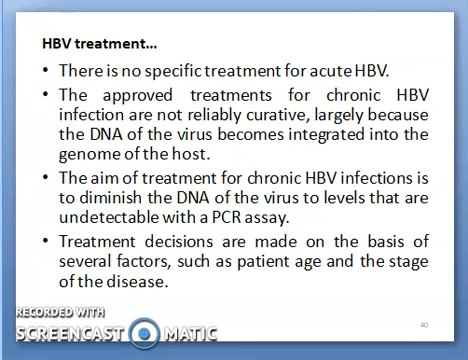 HBV treatment...
• There is no specific treatment for acute HBV.
• The approved treatments for chronic HBV
infection are not reliably curative, largely because
the DNA of the virus becomes integrated into the
genome of the host.
• The aim of treatment for chronic HBV infections is
to diminish the DNA of the virus to levels that are
undetectable with a PCR assay.
• Treatment decisions are made on the basis of
several factors, such as patient age and the stage
of the disease.
RECORDED WITH
SCREENCAST MATIC
40